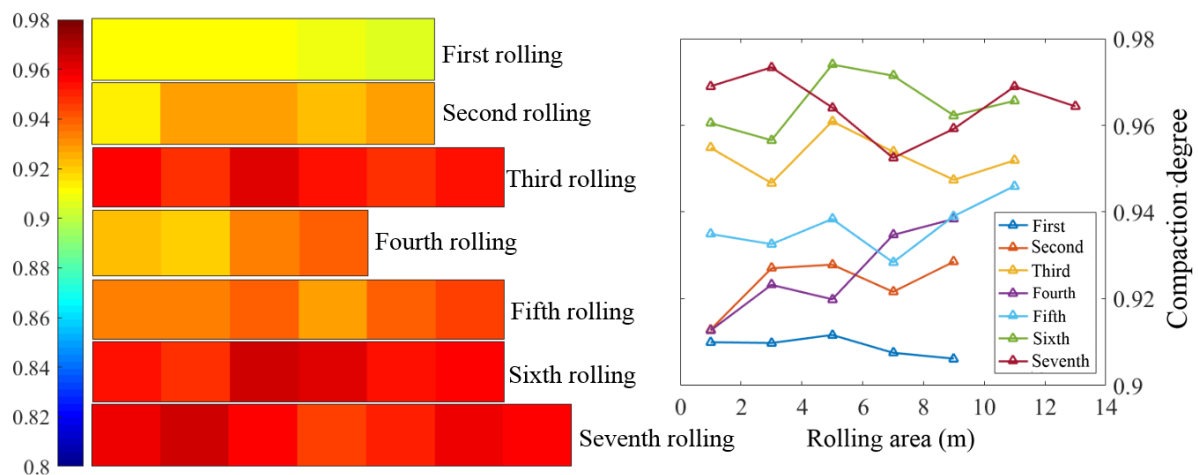 0.98
0.96
0.94
0.92
0.9
0.88
0.86
0.84
0.82
0.8
First rolling
Second rolling
Third rolling
Fourth rolling
Fifth rolling
Sixth rolling
Seventh rolling
0.98
0.96
0.94
0.92
0.9
Compaction degree
First
Second
Third
Fourth
Fifth
Sixth
Seventh
0 2 4 6 8 10 12 14
Rolling area (m)